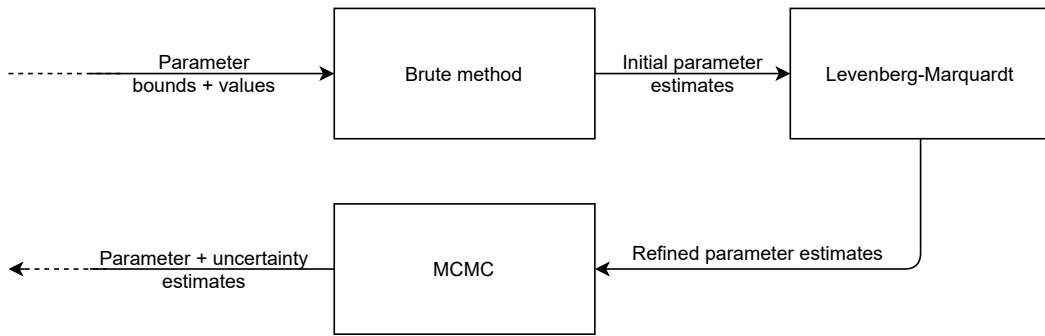 Parameter
bounds + values
Brute method
Initial parameter
estimates
Levenberg-Marquardt
Parameter + uncertainty
estimates
MCMC
Refined parameter estimates